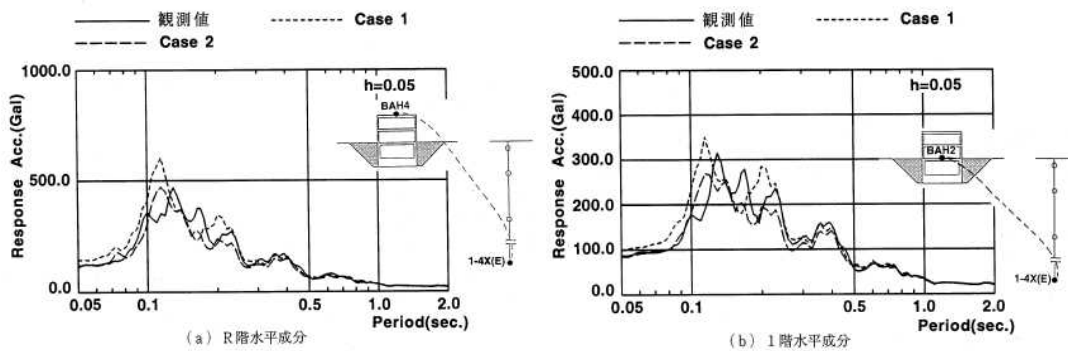 観測値
Case 1
Case 2
Response Acc.(Gal)
1000.0
500.0
0.0
h=0.05
BAH4
1-4X(E)
0.05
0.1
0.5
1.0
2.0
Period(sec.)
(a) R階水平成分
観測値
Case 1
Case 2
Response Acc.(Gal)
500.0
400.0
300.0
200.0
100.0
0.0
h=0.05
BAH2
1-4X(E)
0.05
0.1
0.5
1.0
2.0
Period(sec.)
(b) 1階水平成分